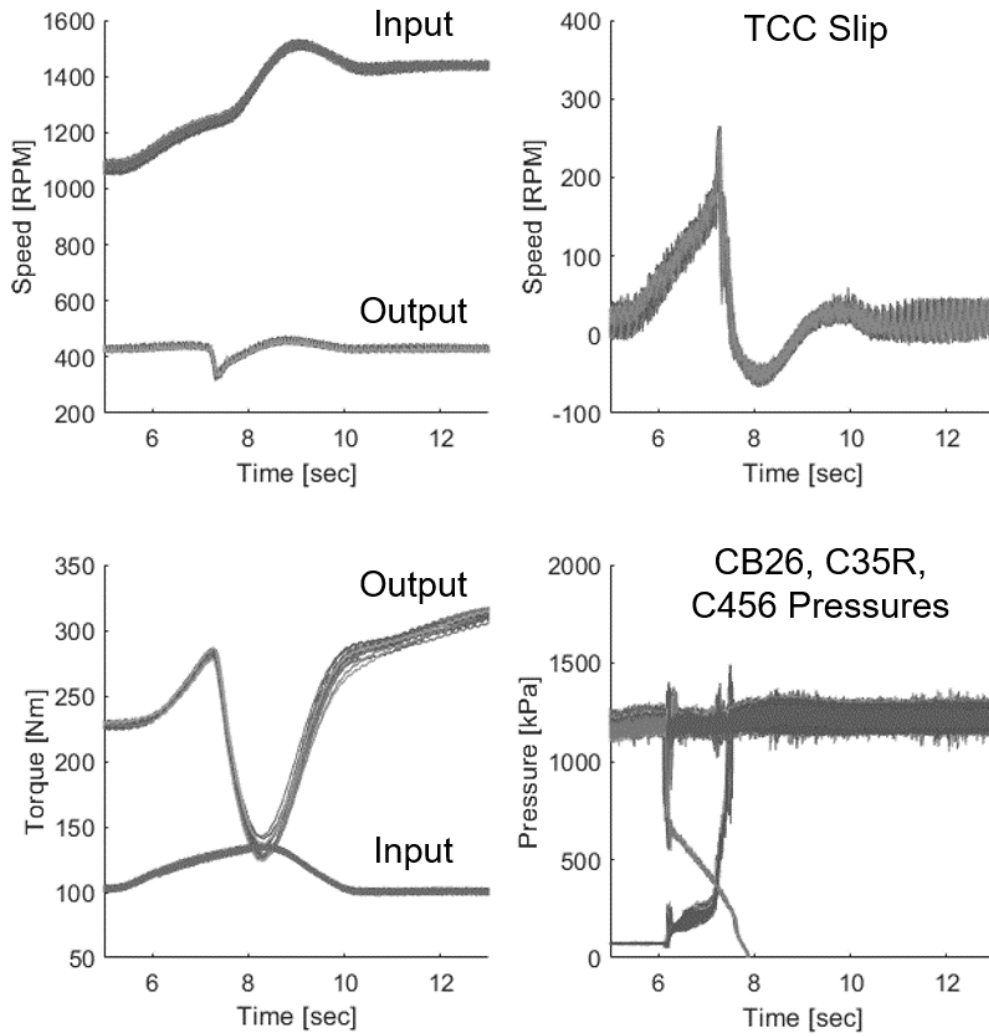 1600
1400
1200
1000
800
600
400
200
Speed [RPM]
Input
Output
6
8
10
12
Time [sec]
400
300
200
100
0
-100
Speed [RPM]
TCC Slip
6
8
10
12
Time [sec]
350
300
250
200
150
100
50
Torque [Nm]
Output
Input
6
8
10
12
Time [sec]
2000
1500
1000
500
0
Pressure [kPa]
CB26, C35R,
C456 Pressures
6
8
10
12
Time [sec]